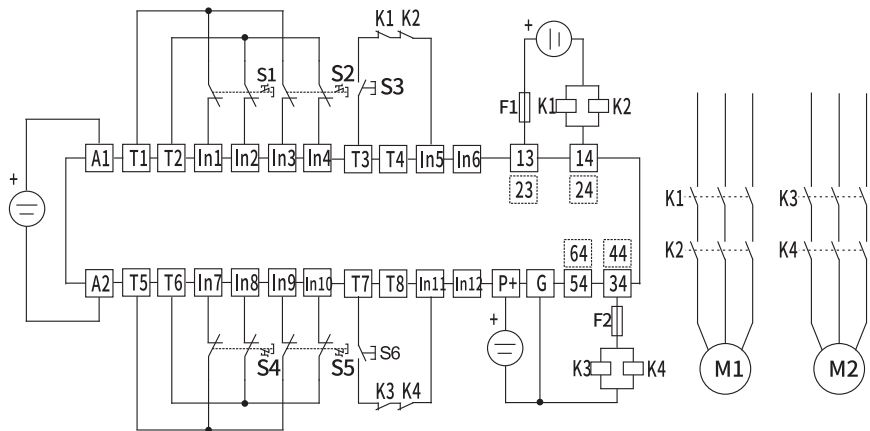 K1 K2
+
S1 S2 S3
F1 K1 K2
A1 T1 T2 In1 In2 In3 In4 T3 T4 In5 In6 13 14
+
23 24
K1 K3
K2 K4
64 44
A2 T5 T6 In7 In8 In9 In10 T7 T8 In11 In12 P+ G 54 34
+ F2
S4 S5 S6
K3 K4 M1 M2
K3 K4